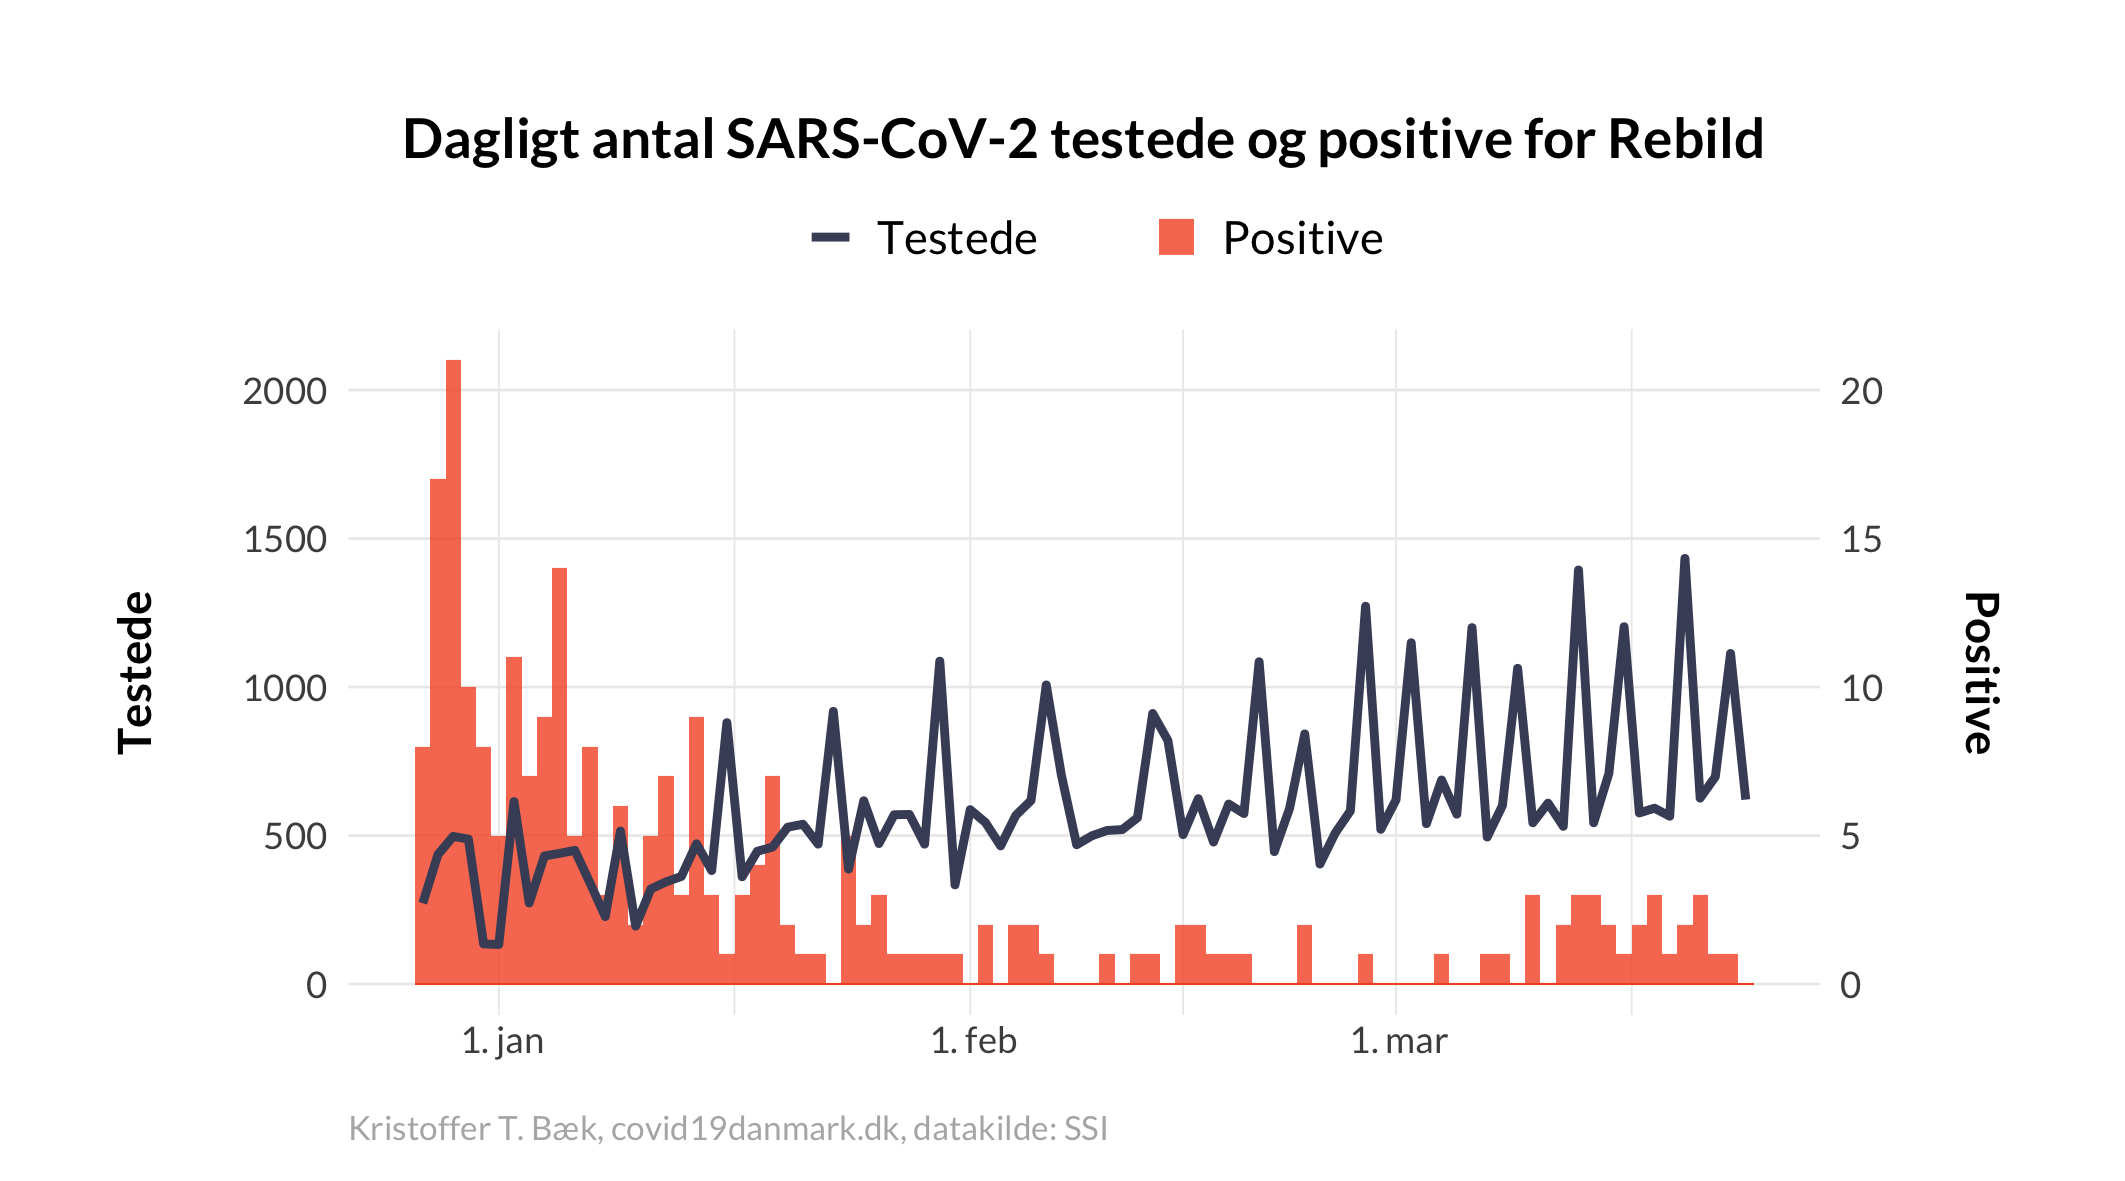 Dagligt antal SARS-CoV-2 testede og positive for Rebild
Testede Positive
2000 20
1500 15
1000 10
500 5
0 0
Testede
Positive
1. jan 1. feb 1. mar
Kristoffer T. Bæk, covid19danmark.dk, datakilde: SSI